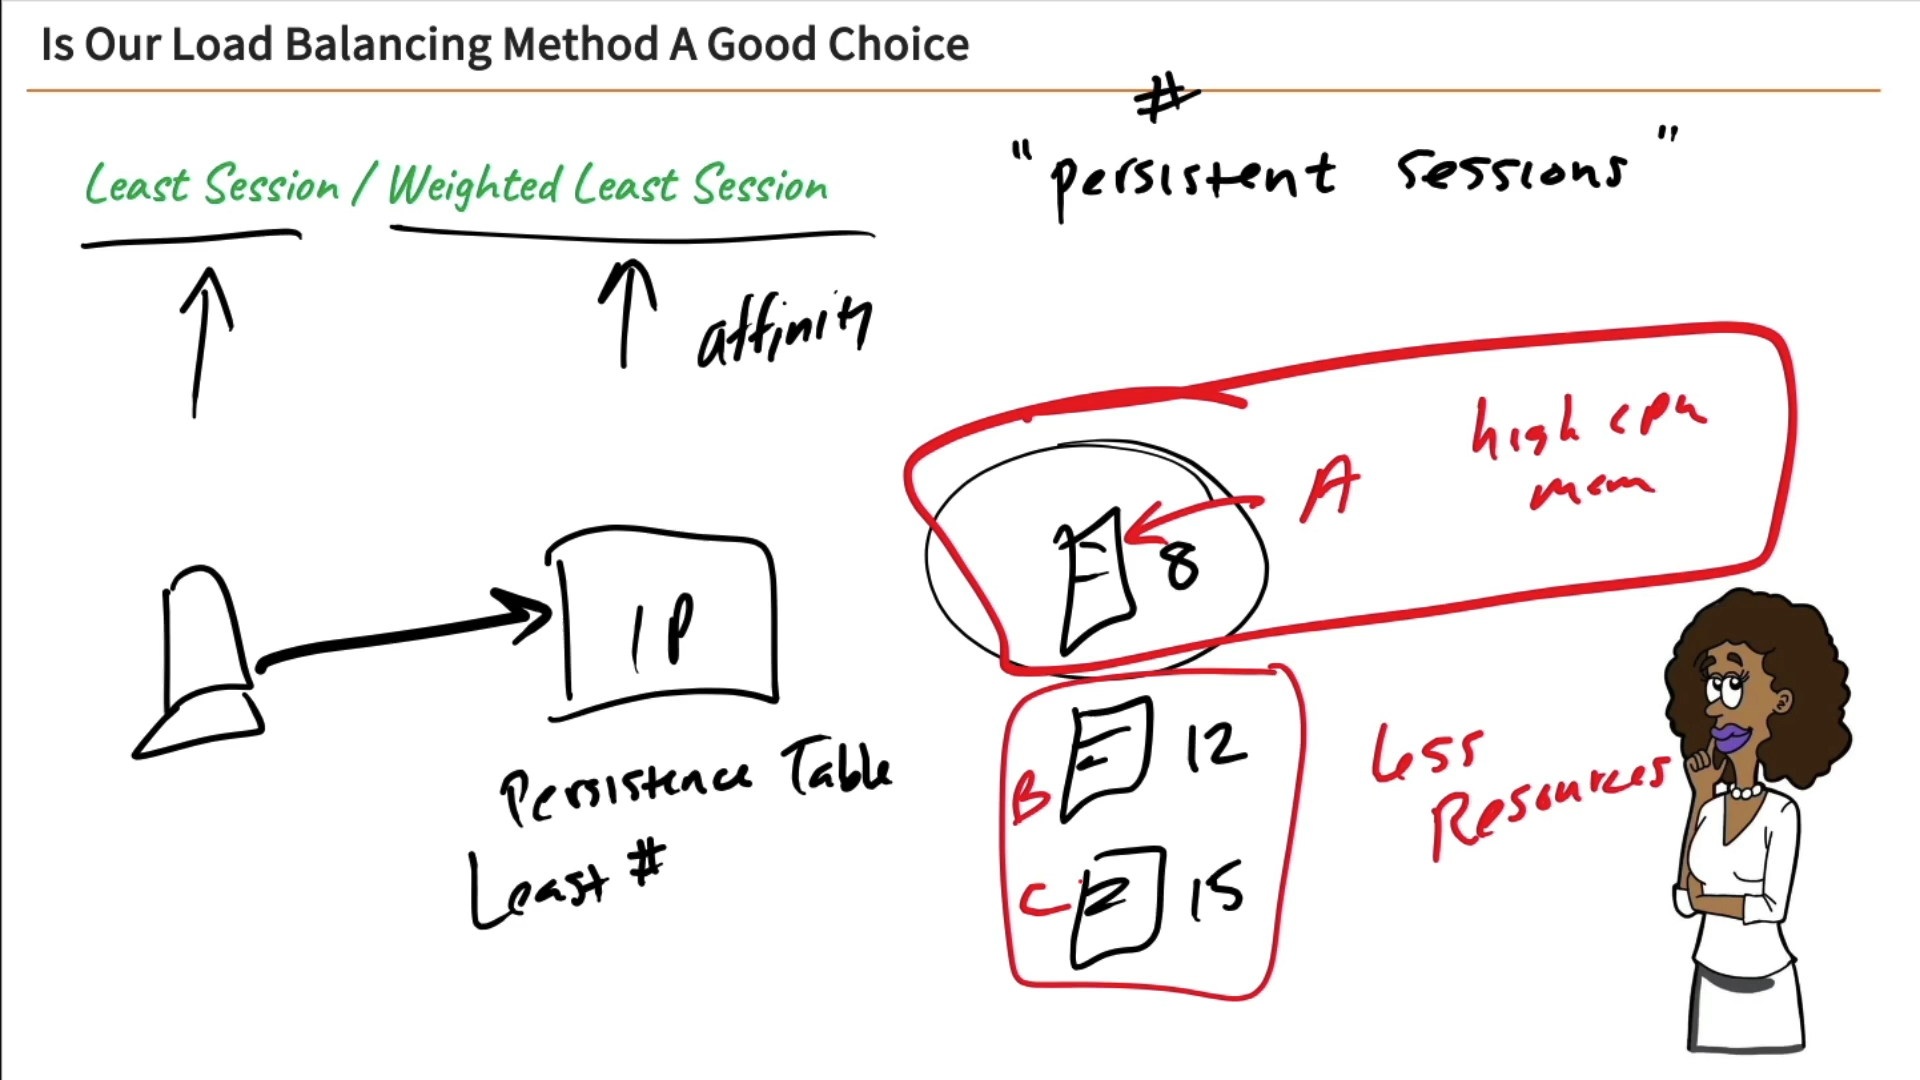 Is Our Load Balancing Method A Good Choice
#
"persistent sessions"
Least Session / Weighted Least Session
affinity
high cpu
mem
A
8
IP
12
B
Less
Resources
Persistence Table
Least #
C
15